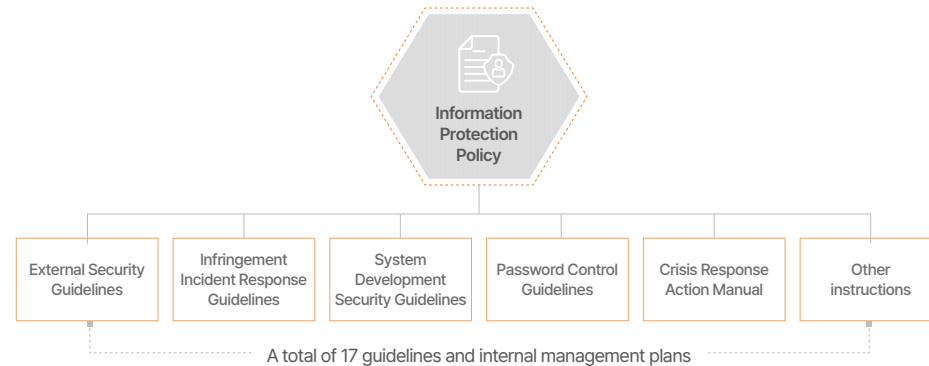 Information
Protection
Policy
External Security
Guidelines
Infringement
Incident Response
Guidelines
System
Development
Security Guidelines
Password Control
Guidelines
Crisis Response
Action Manual
Other
instructions
A total of 17 guidelines and internal management plans